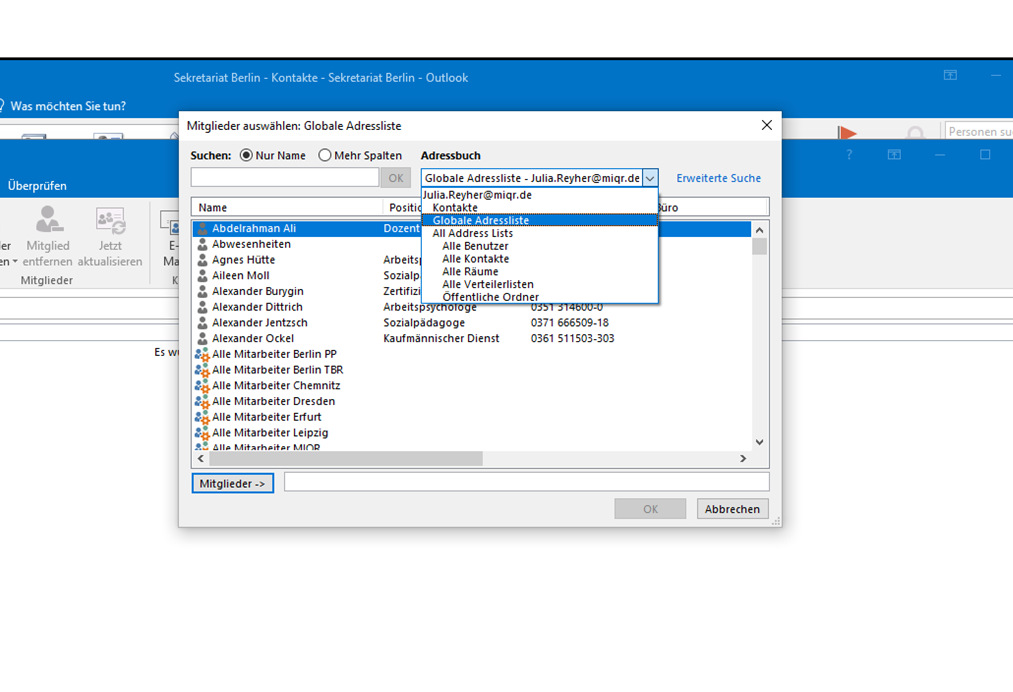 Sekretariat Berlin - Kontakte - Sekretariat Berlin - Outlook
Was möchten Sie tun?
Personen su
?
Überprüfen
Mitglied entfernen
Jetzt aktualisieren
Mitglieder
E-
Es wu
Mitglieder auswählen: Globale Adressliste
Suchen: Nur Name Mehr Spalten Adressbuch
OK Globale Adressliste - Julia.Reyher@miqr.de Erweiterte Suche
Julia.Reyher@miqr.de
Kontakte
Globale Adressliste
All Address Lists
Alle Benutzer
Alle Kontakte
Alle Räume
Alle Verteilerlisten
Öffentliche Ordner
Name Positio Büro
Abdelrahman Ali Dozent
Abwesenheiten
Agnes Hütte Arbeitsp
Aileen Moll Sozialp
Alexander Burygin Zertifizi
Alexander Dittrich Arbeitspsychologe 0351 314600-0
Alexander Jentzsch Sozialpädagoge 0371 666509-18
Alexander Ockel Kaufmännischer Dienst 0361 511503-303
Alle Mitarbeiter Berlin PP
Alle Mitarbeiter Berlin TBR
Alle Mitarbeiter Chemnitz
Alle Mitarbeiter Dresden
Alle Mitarbeiter Erfurt
Alle Mitarbeiter Leipzig
Alle Mitarbeiter MIQR
Mitglieder ->
OK Abbrechen